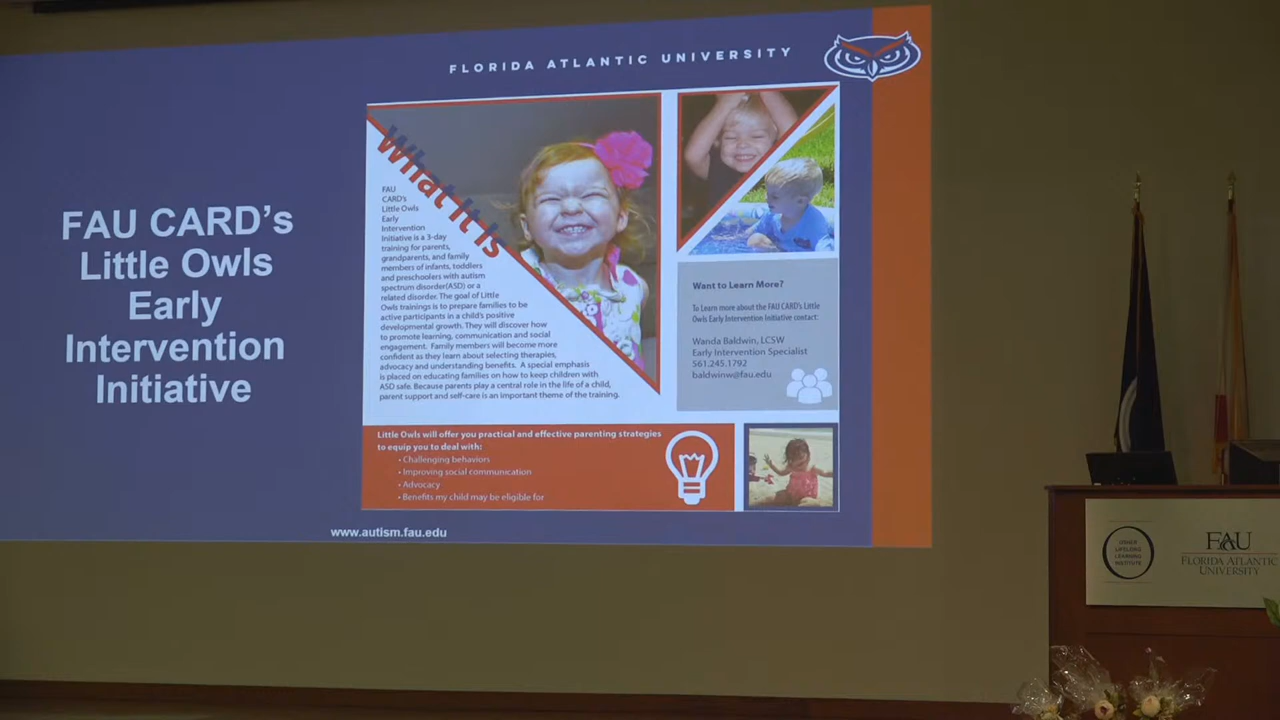 FLORIDA ATLANTIC UNIVERSITY
FAU CARD's
Little Owls
Early
Intervention
Initiative
What it is
FAU
CARD's
Little Owls
Early
Intervention
Initiative is a 3-day
training for parents,
grandparents, and family
members of infants, toddlers
and preschoolers with autism
spectrum disorder(ASD) or a
related disorder. The goal of Little
Owls trainings is to prepare families to be
active participants in a child's positive
developmental growth. They will discover how
to promote learning, communication and social
engagement. Family members will become more
confident as they learn about selecting therapies,
advocacy and understanding benefits. A special emphasis
is placed on educating families on how to keep children with
ASD safe. Because parents play a central role in the life of a child,
parent support and self-care is an important theme of the training.
Want to Learn More?
To Learn more about the FAU CARD's Little
Owls Early Intervention Initiative contact:
Wanda Baldwin, LCSW
Early Intervention Specialist
561.245.1792
baldwinw@fau.edu
Little Owls will offer you practical and effective parenting strategies
to equip you to deal with:
• Challenging behaviors
• Improving social communication
• Advocacy
• Benefits my child may be eligible for
www.autism.fau.edu
OSHER
LIFELONG
LEARNING
INSTITUTE
FAU
FLORIDA ATLANTIC
UNIVERSITY